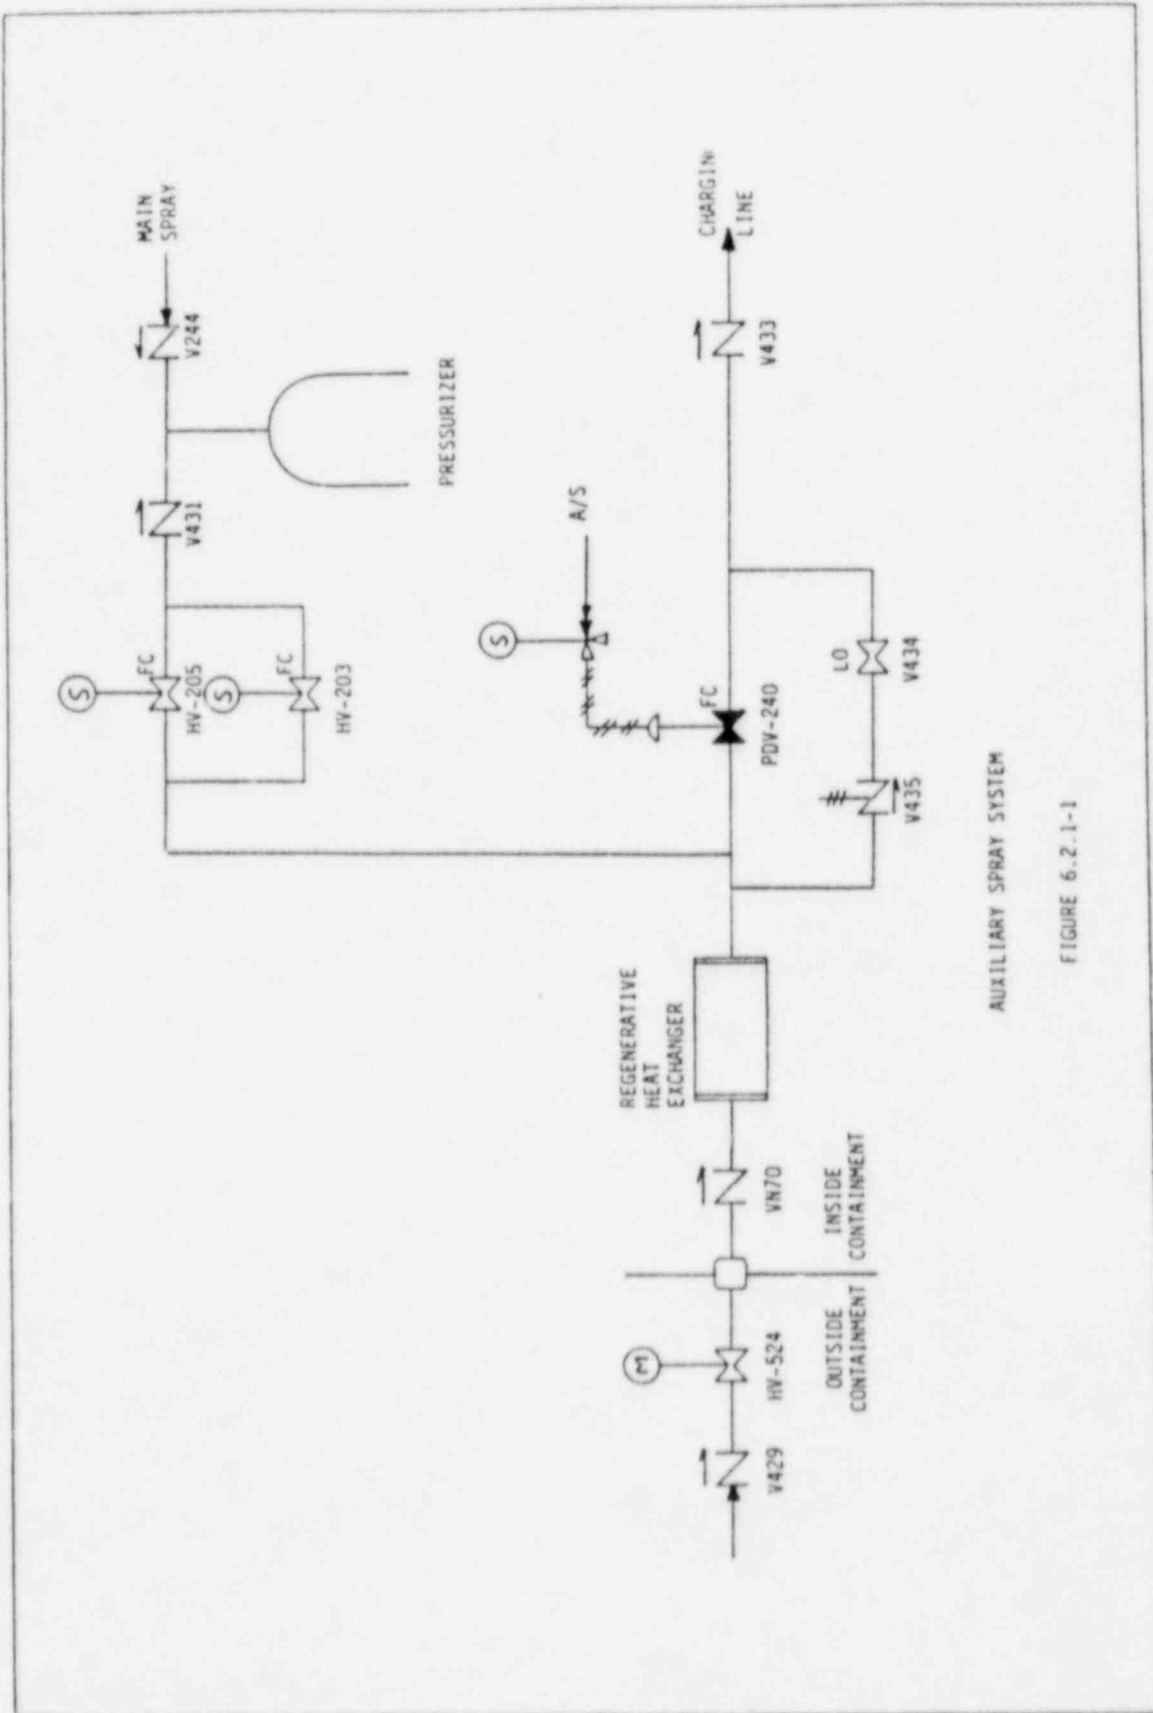 MAIN
SPRAY
V244
V431
PRESSURIZER
S
FC
HV-205
S
FC
HV-203
S
A/S
CHARGIN
LINE
V433
FC
PDV-240
LO
V434
V435
REGENERATIVE
HEAT
EXCHANGER
VN70
INSIDE
CONTAINMENT
OUTSIDE
CONTAINMENT
M
HV-524
V429
AUXILIARY SPRAY SYSTEM
FIGURE 6.2.1-1